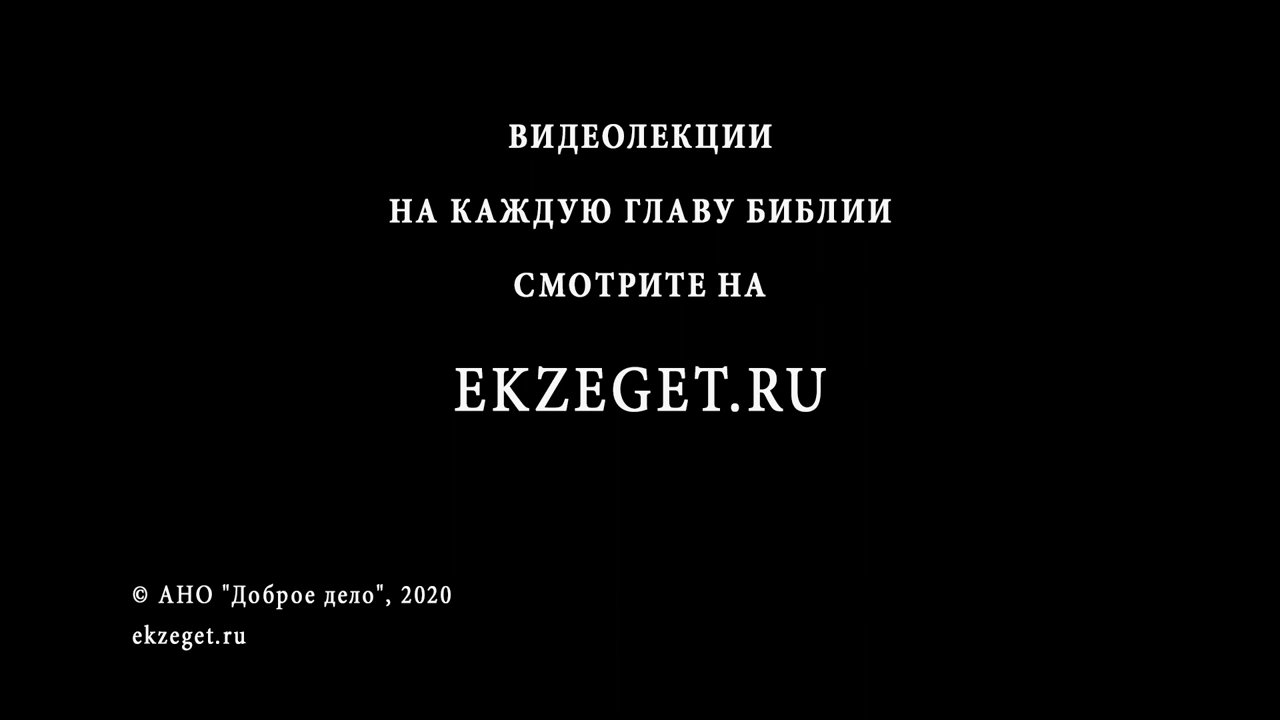 ВИДЕОЛЕКЦИИ
НА КАЖДУЮ ГЛАВУ БИБЛИИ
СМОТРИТЕ НА
EKZEGET.RU
© АНО "Доброе дело", 2020
ekzeget.ru